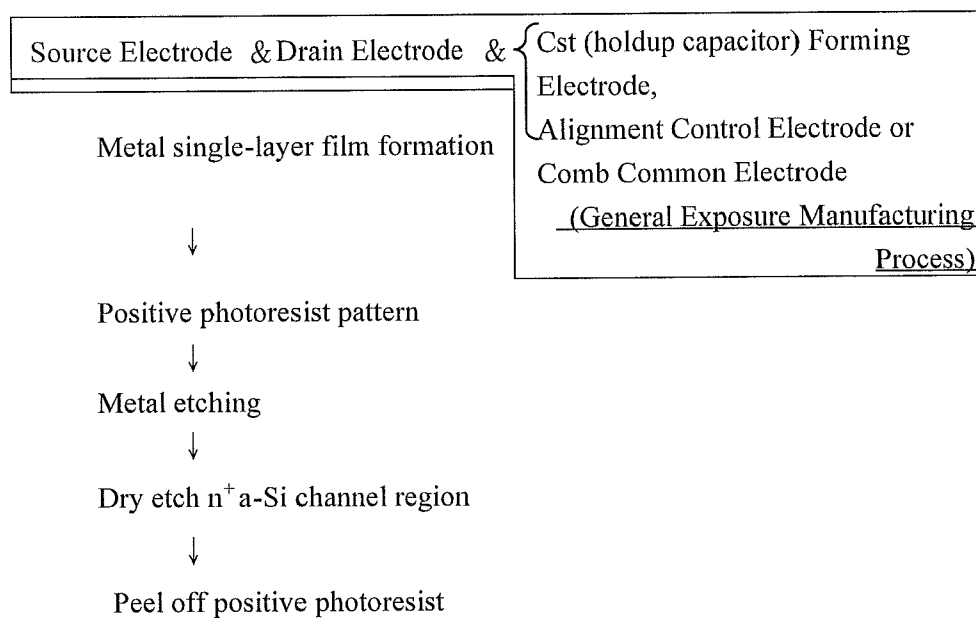 Source Electrode & Drain Electrode & { Cst (holdup capacitor) Forming
Electrode,
Alignment Control Electrode or
Comb Common Electrode
(General Exposure Manufacturing
Process)
Metal single-layer film formation
↓
Positive photoresist pattern
↓
Metal etching
↓
Dry etch n⁺ a-Si channel region
↓
Peel off positive photoresist